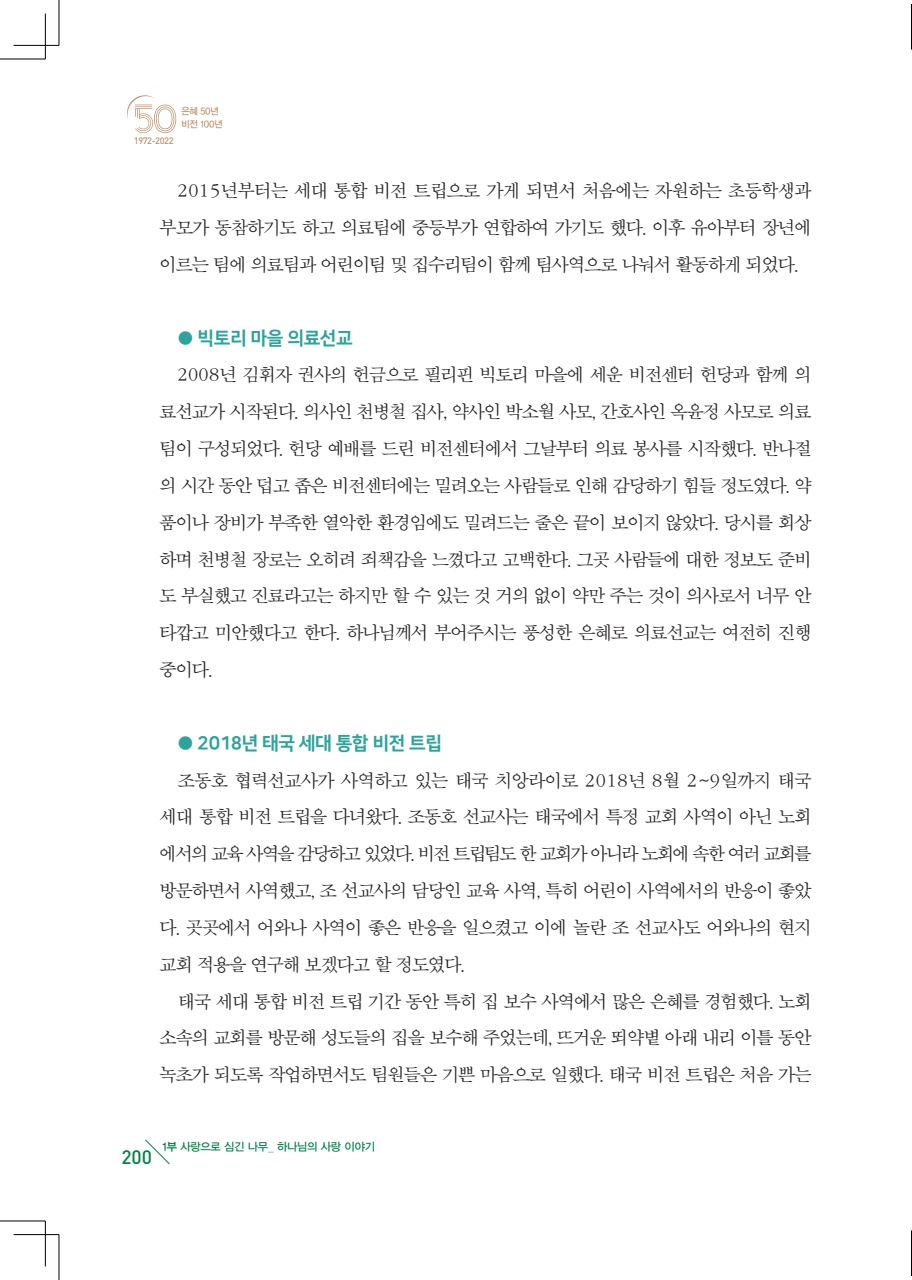 50
은혜 50년
비전 100년
1972-2022
2015년부터는 세대 통합 비전 트립으로 가게 되면서 처음에는 자원하는 초등학생과
부모가 동참하기도 하고 의료팀에 중등부가 연합하여 가기도 했다. 이후 유아부터 장년에
이르는 팀에 의료팀과 어린이팀 및 집수리팀이 함께 팀사역으로 나눠서 활동하게 되었다.
● 빅토리 마을 의료선교
2008년 김휘자 권사의 헌금으로 필리핀 빅토리 마을에 세운 비전센터 헌당과 함께 의
료선교가 시작된다. 의사인 천병철 집사, 약사인 박소월 사모, 간호사인 옥윤정 사모로 의료
팀이 구성되었다. 헌당 예배를 드린 비전센터에서 그날부터 의료 봉사를 시작했다. 반나절
의 시간 동안 덥고 좁은 비전센터에는 밀려오는 사람들로 인해 감당하기 힘들 정도였다. 약
품이나 장비가 부족한 열악한 환경임에도 밀려드는 줄은 끝이 보이지 않았다. 당시를 회상
하며 천병철 장로는 오히려 죄책감을 느꼈다고 고백한다. 그곳 사람들에 대한 정보도 준비
도 부실했고 진료라고는 하지만 할 수 있는 것 거의 없이 약만 주는 것이 의사로서 너무 안
타깝고 미안했다고 한다. 하나님께서 부어주시는 풍성한 은혜로 의료선교는 여전히 진행
중이다.
● 2018년 태국 세대 통합 비전 트립
조동호 협력선교사가 사역하고 있는 태국 치앙라이로 2018년 8월 2~9일까지 태국
세대 통합 비전 트립을 다녀왔다. 조동호 선교사는 태국에서 특정 교회 사역이 아닌 노회
에서의 교육 사역을 감당하고 있었다. 비전 트립팀도 한 교회가 아니라 노회에 속한 여러 교회를
방문하면서 사역했고, 조 선교사의 담당인 교육 사역, 특히 어린이 사역에서의 반응이 좋았
다. 곳곳에서 어와나 사역이 좋은 반응을 일으켰고 이에 놀란 조 선교사도 어와나의 현지
교회 적용을 연구해 보겠다고 할 정도였다.
태국 세대 통합 비전 트립 기간 동안 특히 집 보수 사역에서 많은 은혜를 경험했다. 노회
소속의 교회를 방문해 성도들의 집을 보수해 주었는데, 뜨거운 뙤약볕 아래 내리 이틀 동안
녹초가 되도록 작업하면서도 팀원들은 기쁜 마음으로 일했다. 태국 비전 트립은 처음 가는
200 1부 사랑으로 심긴 나무_ 하나님의 사랑 이야기